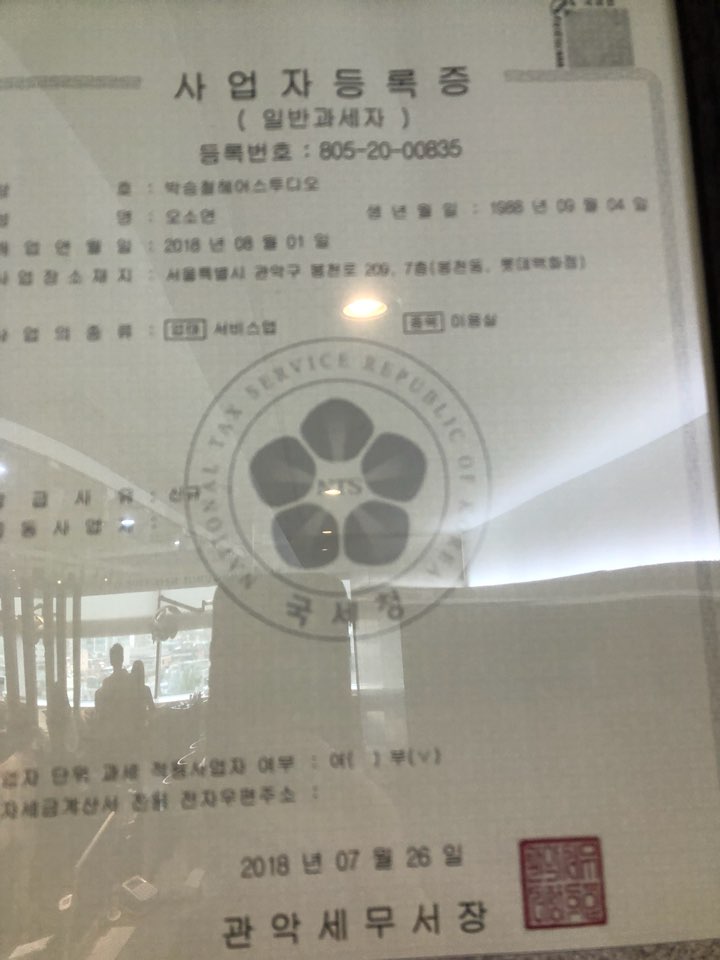 사업자등록증
( 일반과세자 )
등록번호 : 805-20-00835
호 : 박승철헤어스투디오
명 : 오소연 생년월일 : 1988 년 09 월 04 일
업연월일 : 2018 년 08 월 01 일
사업장소재지 : 서울특별시 관악구 봉천로 209, 7층(봉천동, 롯데백화점)
사업의종류 : 업태 서비스업 종목 이용실
급사유 : 신규
동사업자 :
NATIONAL TAX SERVICE REPUBLIC OF KOREA
NTS
국세청
업자 단위 과세 적용사업자 여부 : 여( ) 부(v)
자세금계산서 전용 전자우편주소 :
2018 년 07 월 26 일
관악세무서장